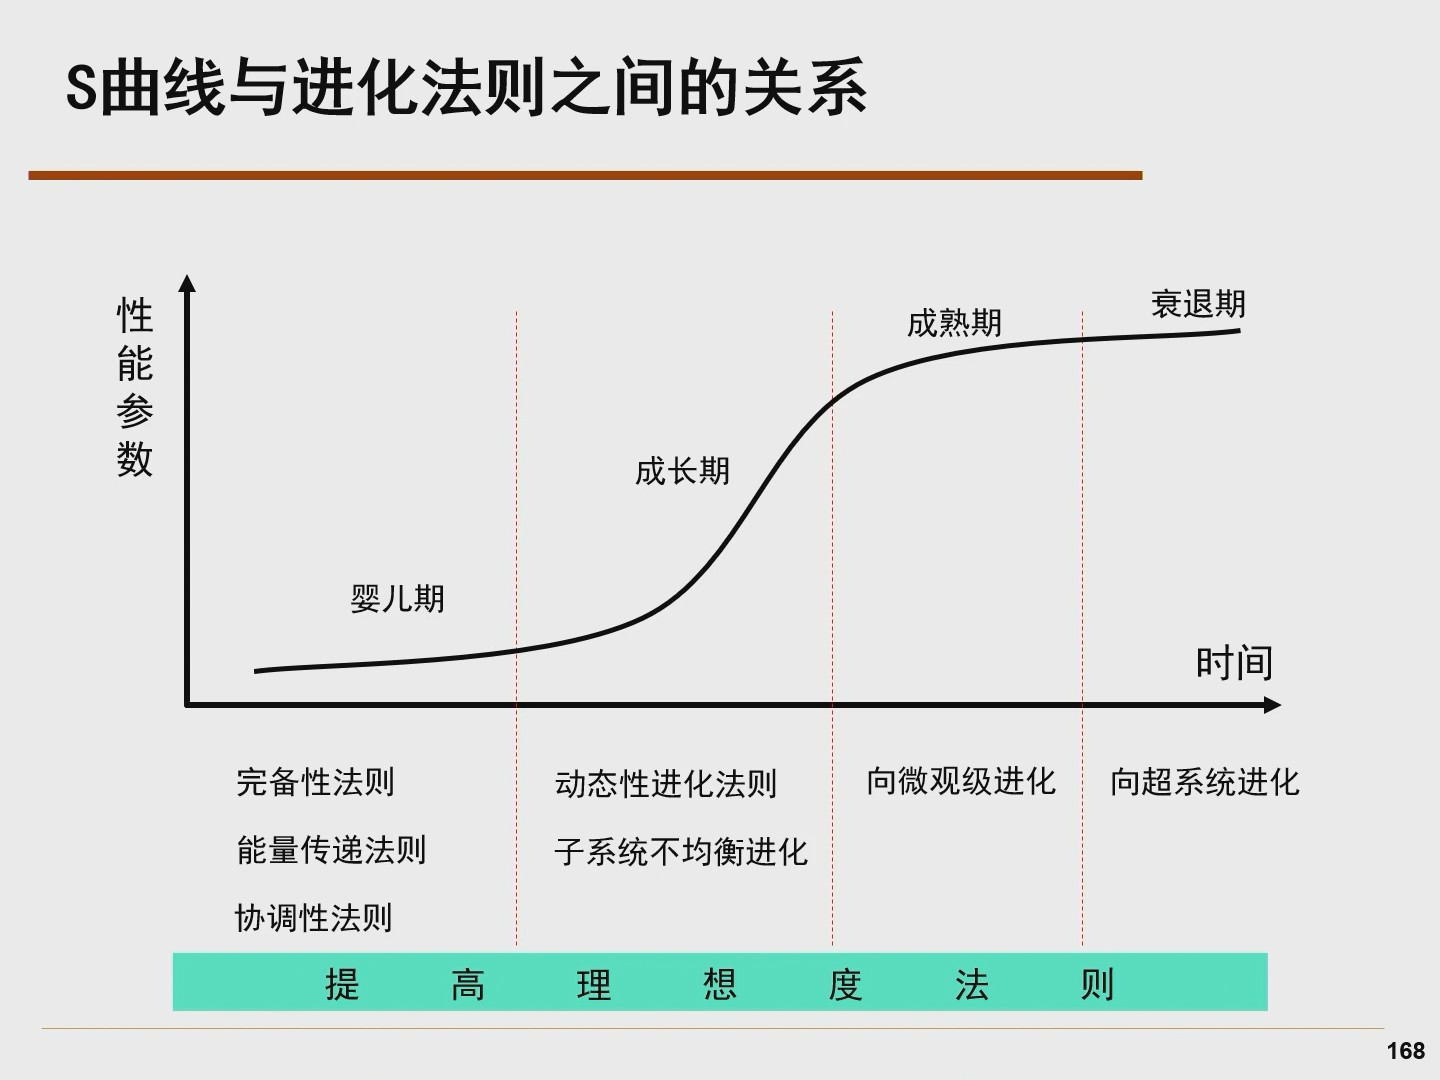 S曲线与进化法则之间的关系
性能参数
衰退期
成熟期
成长期
婴儿期
时间
完备性法则
动态性进化法则
向微观级进化
向超系统进化
能量传递法则
子系统不均衡进化
协调性法则
提高理想度法则
168